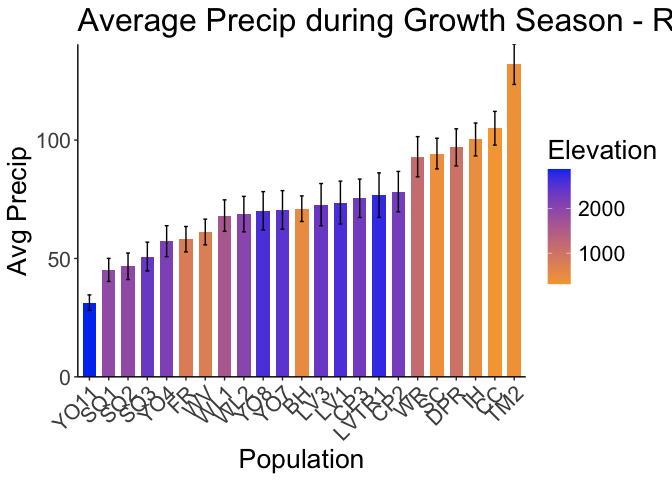 Average Precip during Growth Season - R
Avg Precip
100
50
0
YO11
SQ1
SQ2
SQ3
YO4
FR
WV
WL1
WL2
YO8
YO7
BH
LV3
LV1
LCP3
LVTR1
CP2
WR
SC
DPR
IH
CC
TM2
Population
Elevation
2000
1000